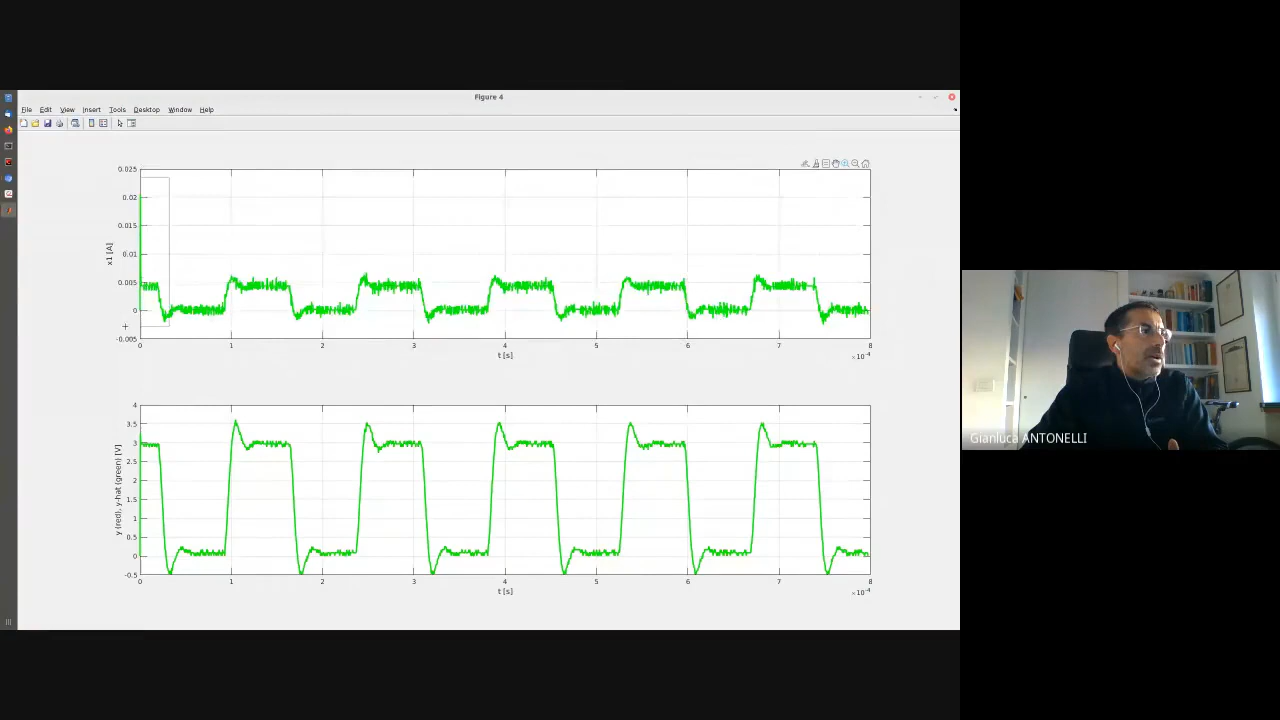 Figure 4
File Edit View Insert Tools Desktop Window Help
0.025
0.02
0.015
0.01
0.005
0
-0.005
x1 [A]
0 1 2 3 4 5 6 7 8
×10⁻⁴
t [s]
4
3.5
3
2.5
2
1.5
1
0.5
0
-0.5
y (red), y-hat (green) [V]
0 1 2 3 4 5 6 7 8
×10⁻⁴
t [s]
Gianluca ANTONELLI